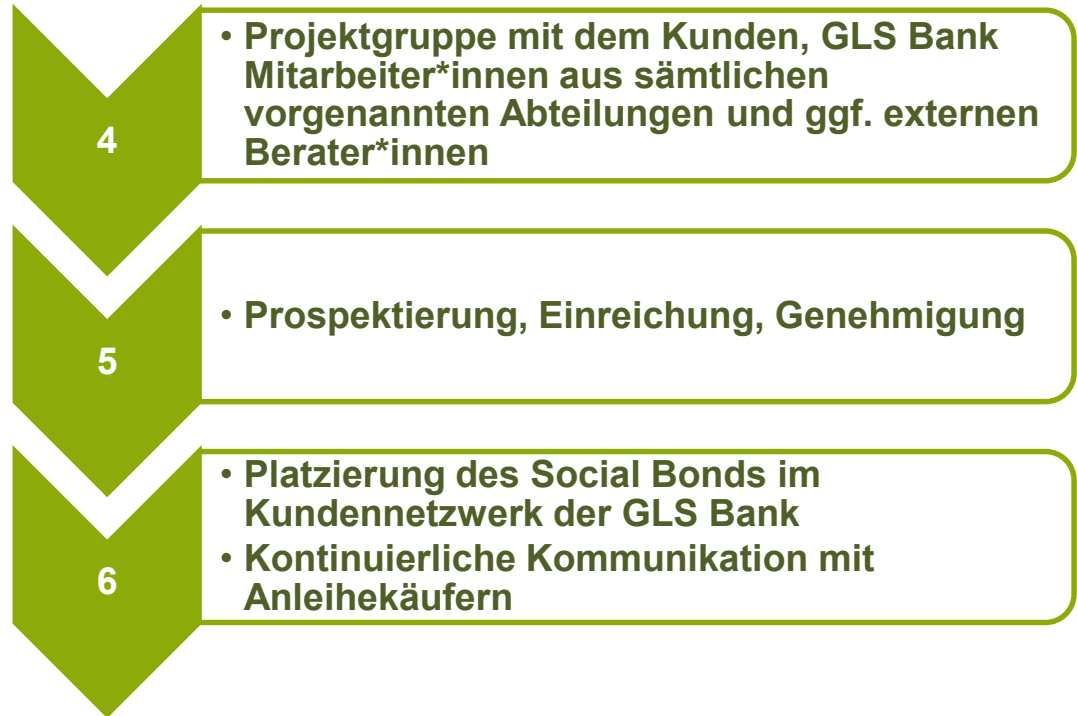 4
• Projektgruppe mit dem Kunden, GLS Bank
Mitarbeiter*innen aus sämtlichen
vorgenannten Abteilungen und ggf. externen
Berater*innen
5
• Prospektierung, Einreichung, Genehmigung
6
• Platzierung des Social Bonds im
Kundennetzwerk der GLS Bank
• Kontinuierliche Kommunikation mit
Anleihekäufern